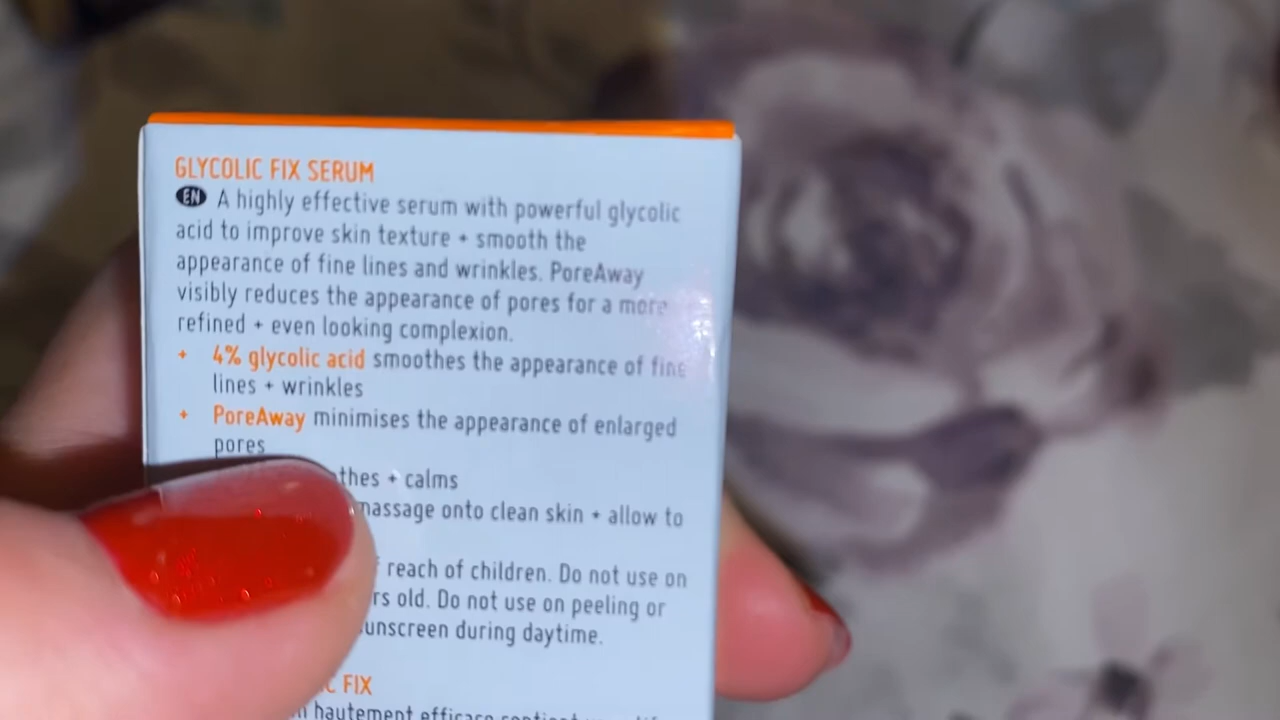 GLYCOLIC FIX SERUM
EN A highly effective serum with powerful glycolic
acid to improve skin texture + smooth the
appearance of fine lines and wrinkles. PoreAway
visibly reduces the appearance of pores for a more
refined + even looking complexion.
+ 4% glycolic acid smoothes the appearance of fine
lines + wrinkles
+ PoreAway minimises the appearance of enlarged
pores
+ calms
massage onto clean skin + allow to
reach of children. Do not use on
old. Do not use on peeling or
sunscreen during daytime.
FIX
hautement efficace